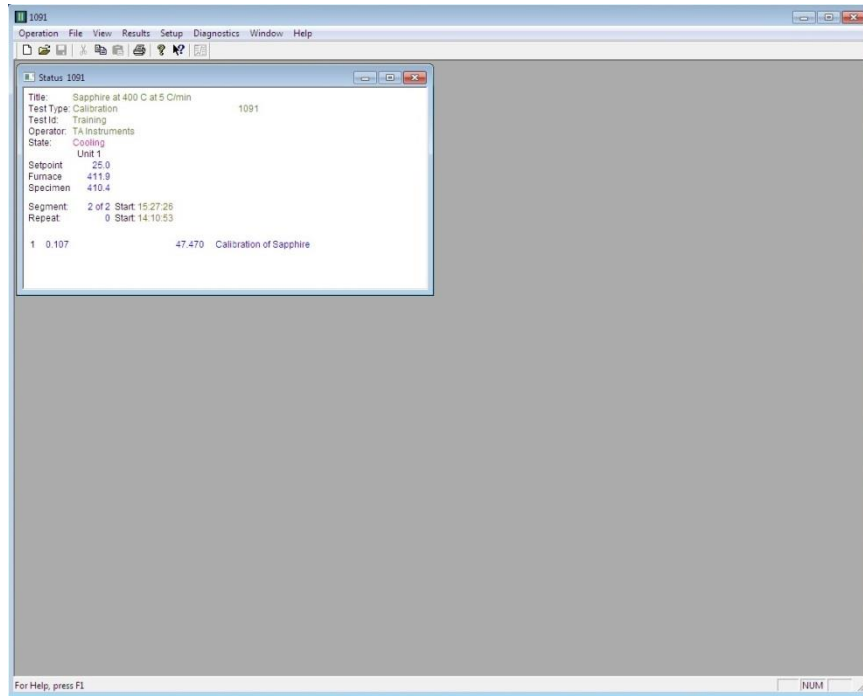 1091
Operation File View Results Setup Diagnostics Window Help
Status 1091
Title: Sapphire at 400 C at 5 C/min
Test Type: Calibration 1091
Test Id: Training
Operator: TA Instruments
State: Cooling
Unit 1
Setpoint 25.0
Furnace 411.9
Specimen 410.4
Segment: 2 of 2 Start: 15:27:26
Repeat: 0 Start: 14:10:53
1 0.107 47.470 Calibration of Sapphire
For Help, press F1 NUM